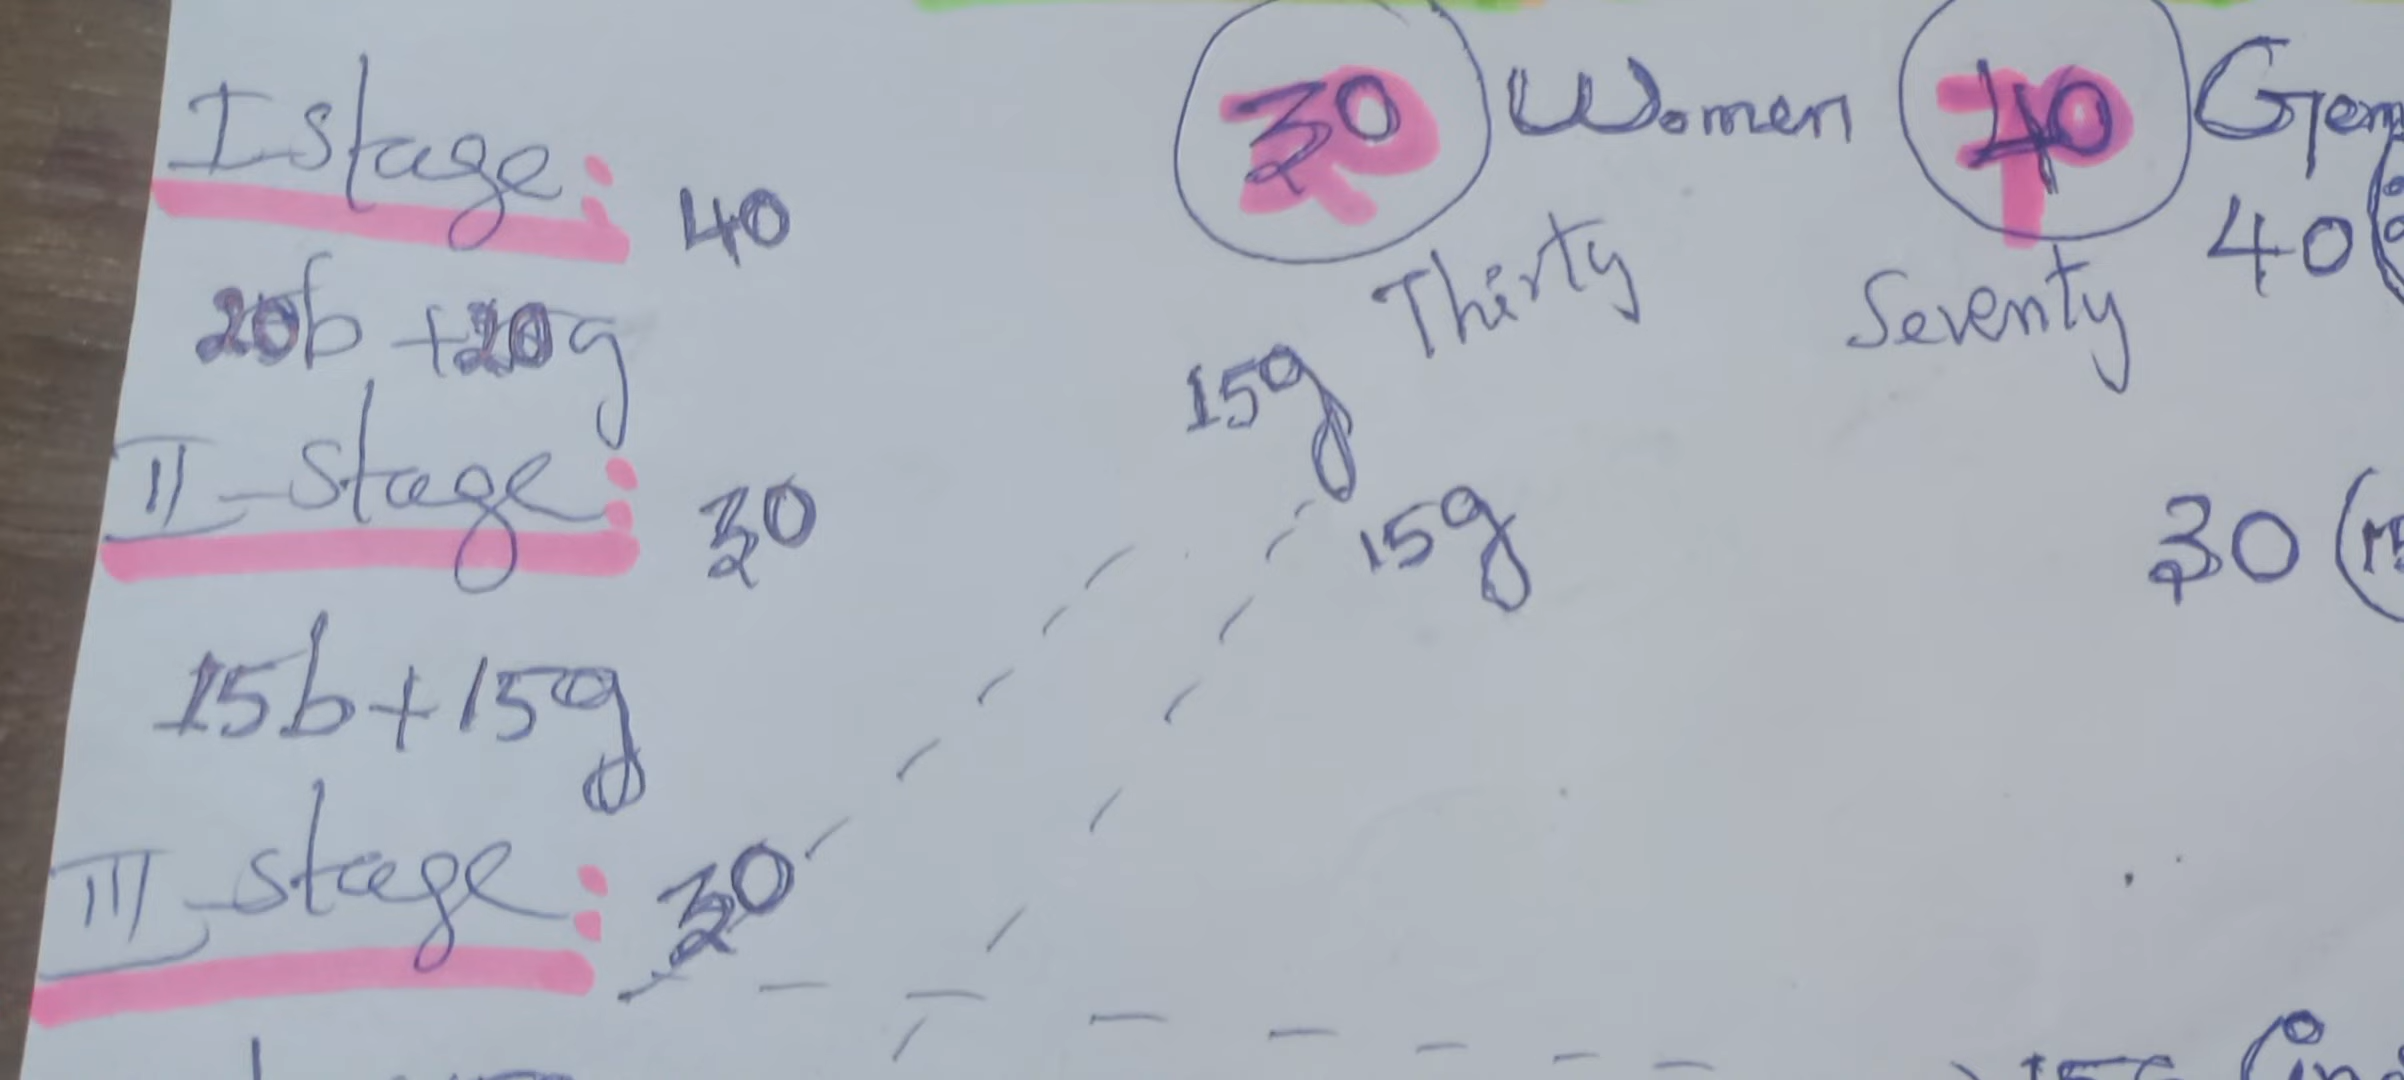 30 Women 40 Gen
I stage: 40
40
Thirty Seventy
20b + 20g
15g
II stage: 30
15g
30
15b + 15g
III stage: 30